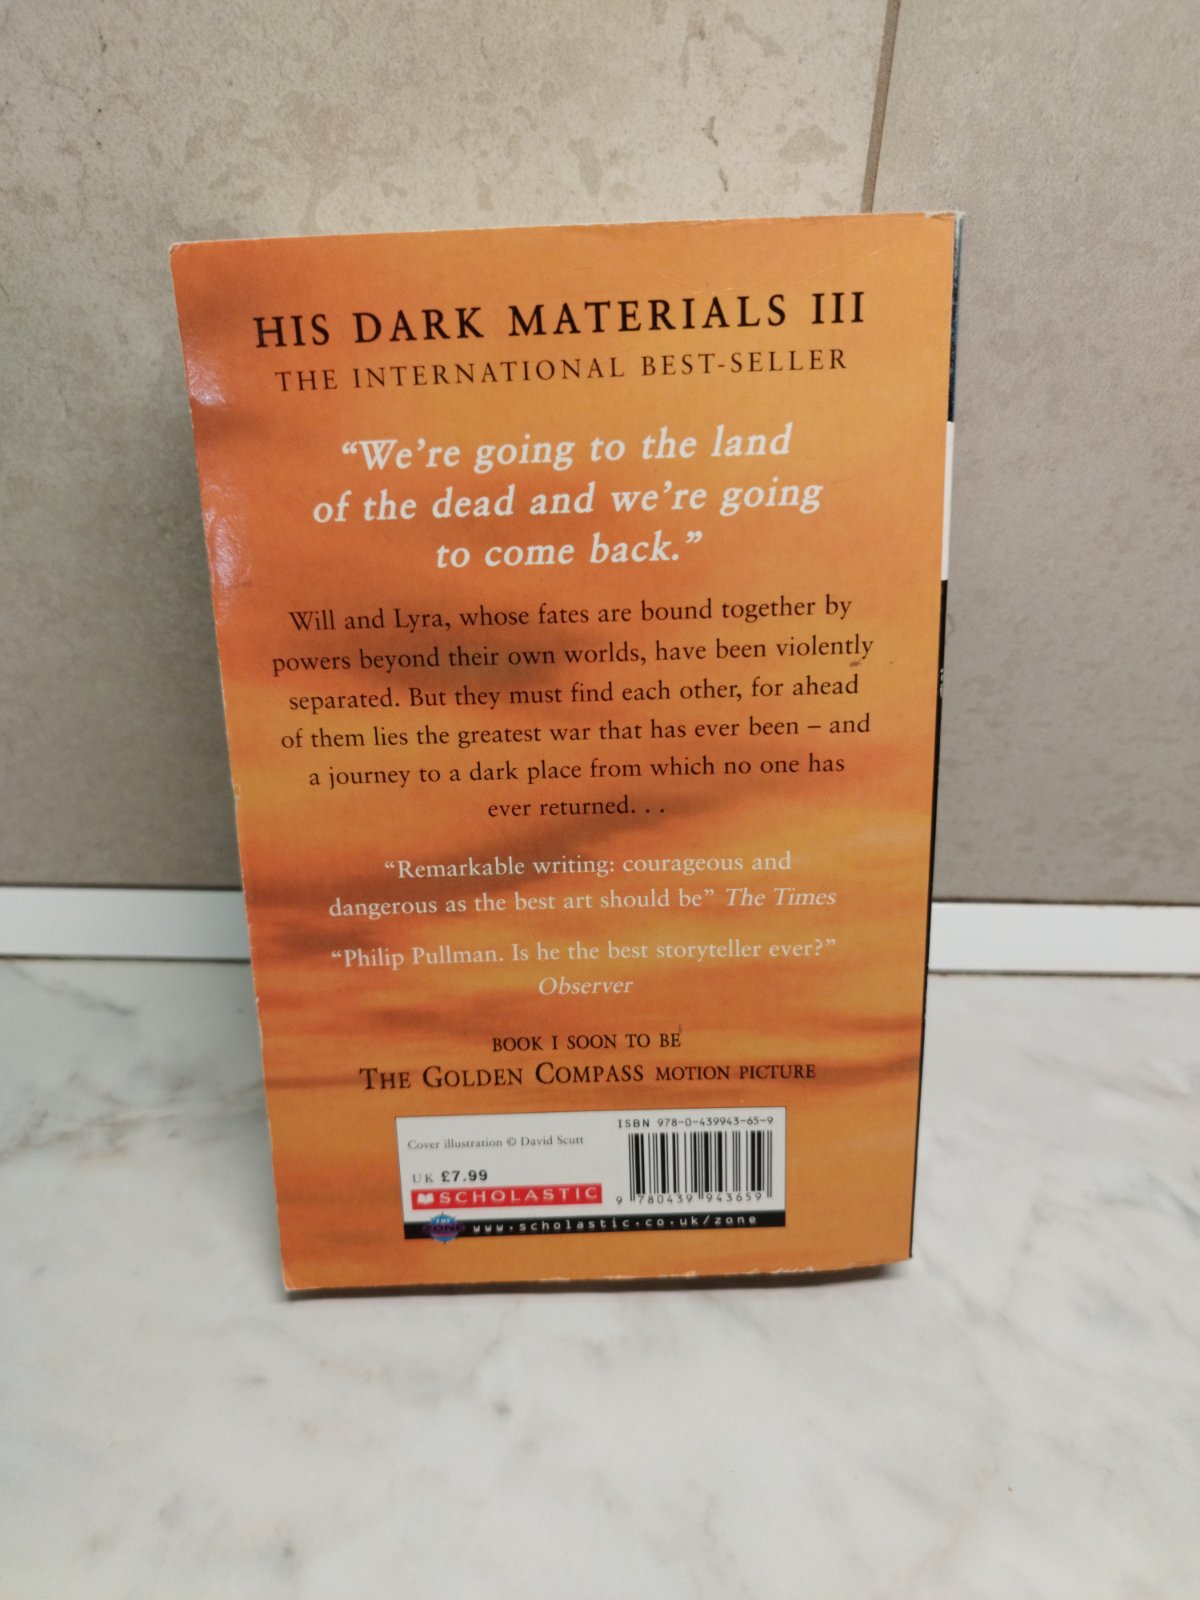 HIS DARK MATERIALS III
THE INTERNATIONAL BEST-SELLER
“We’re going to the land
of the dead and we’re going
to come back.”
Will and Lyra, whose fates are bound together by
powers beyond their own worlds, have been violently
separated. But they must find each other, for ahead
of them lies the greatest war that has ever been – and
a journey to a dark place from which no one has
ever returned. . .
“Remarkable writing: courageous and
dangerous as the best art should be” The Times
“Philip Pullman. Is he the best storyteller ever?”
Observer
BOOK I SOON TO BE
THE GOLDEN COMPASS MOTION PICTURE
ISBN 978-0-439943-65-9
Cover illustration © David Scutt
UK £7.99
SCHOLASTIC
9 780439 943659
ZONE
www.scholastic.co.uk/zone